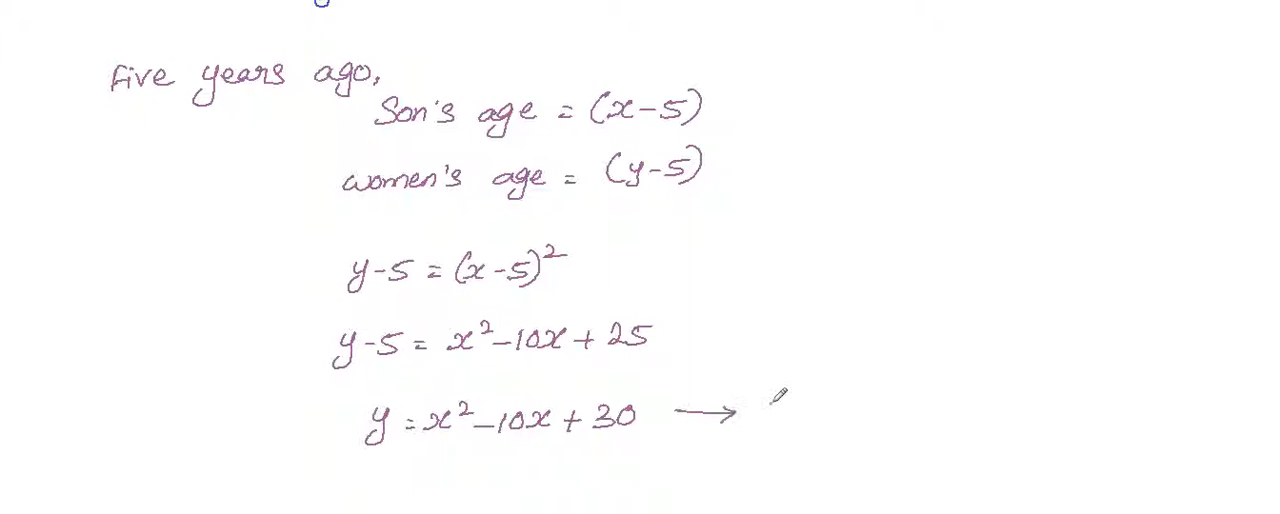 Five years ago,
Son's age = (x-5)
women's age = (y-5)
y-5 = (x-5)²
y-5 = x²-10x+25
y = x²-10x+30 →